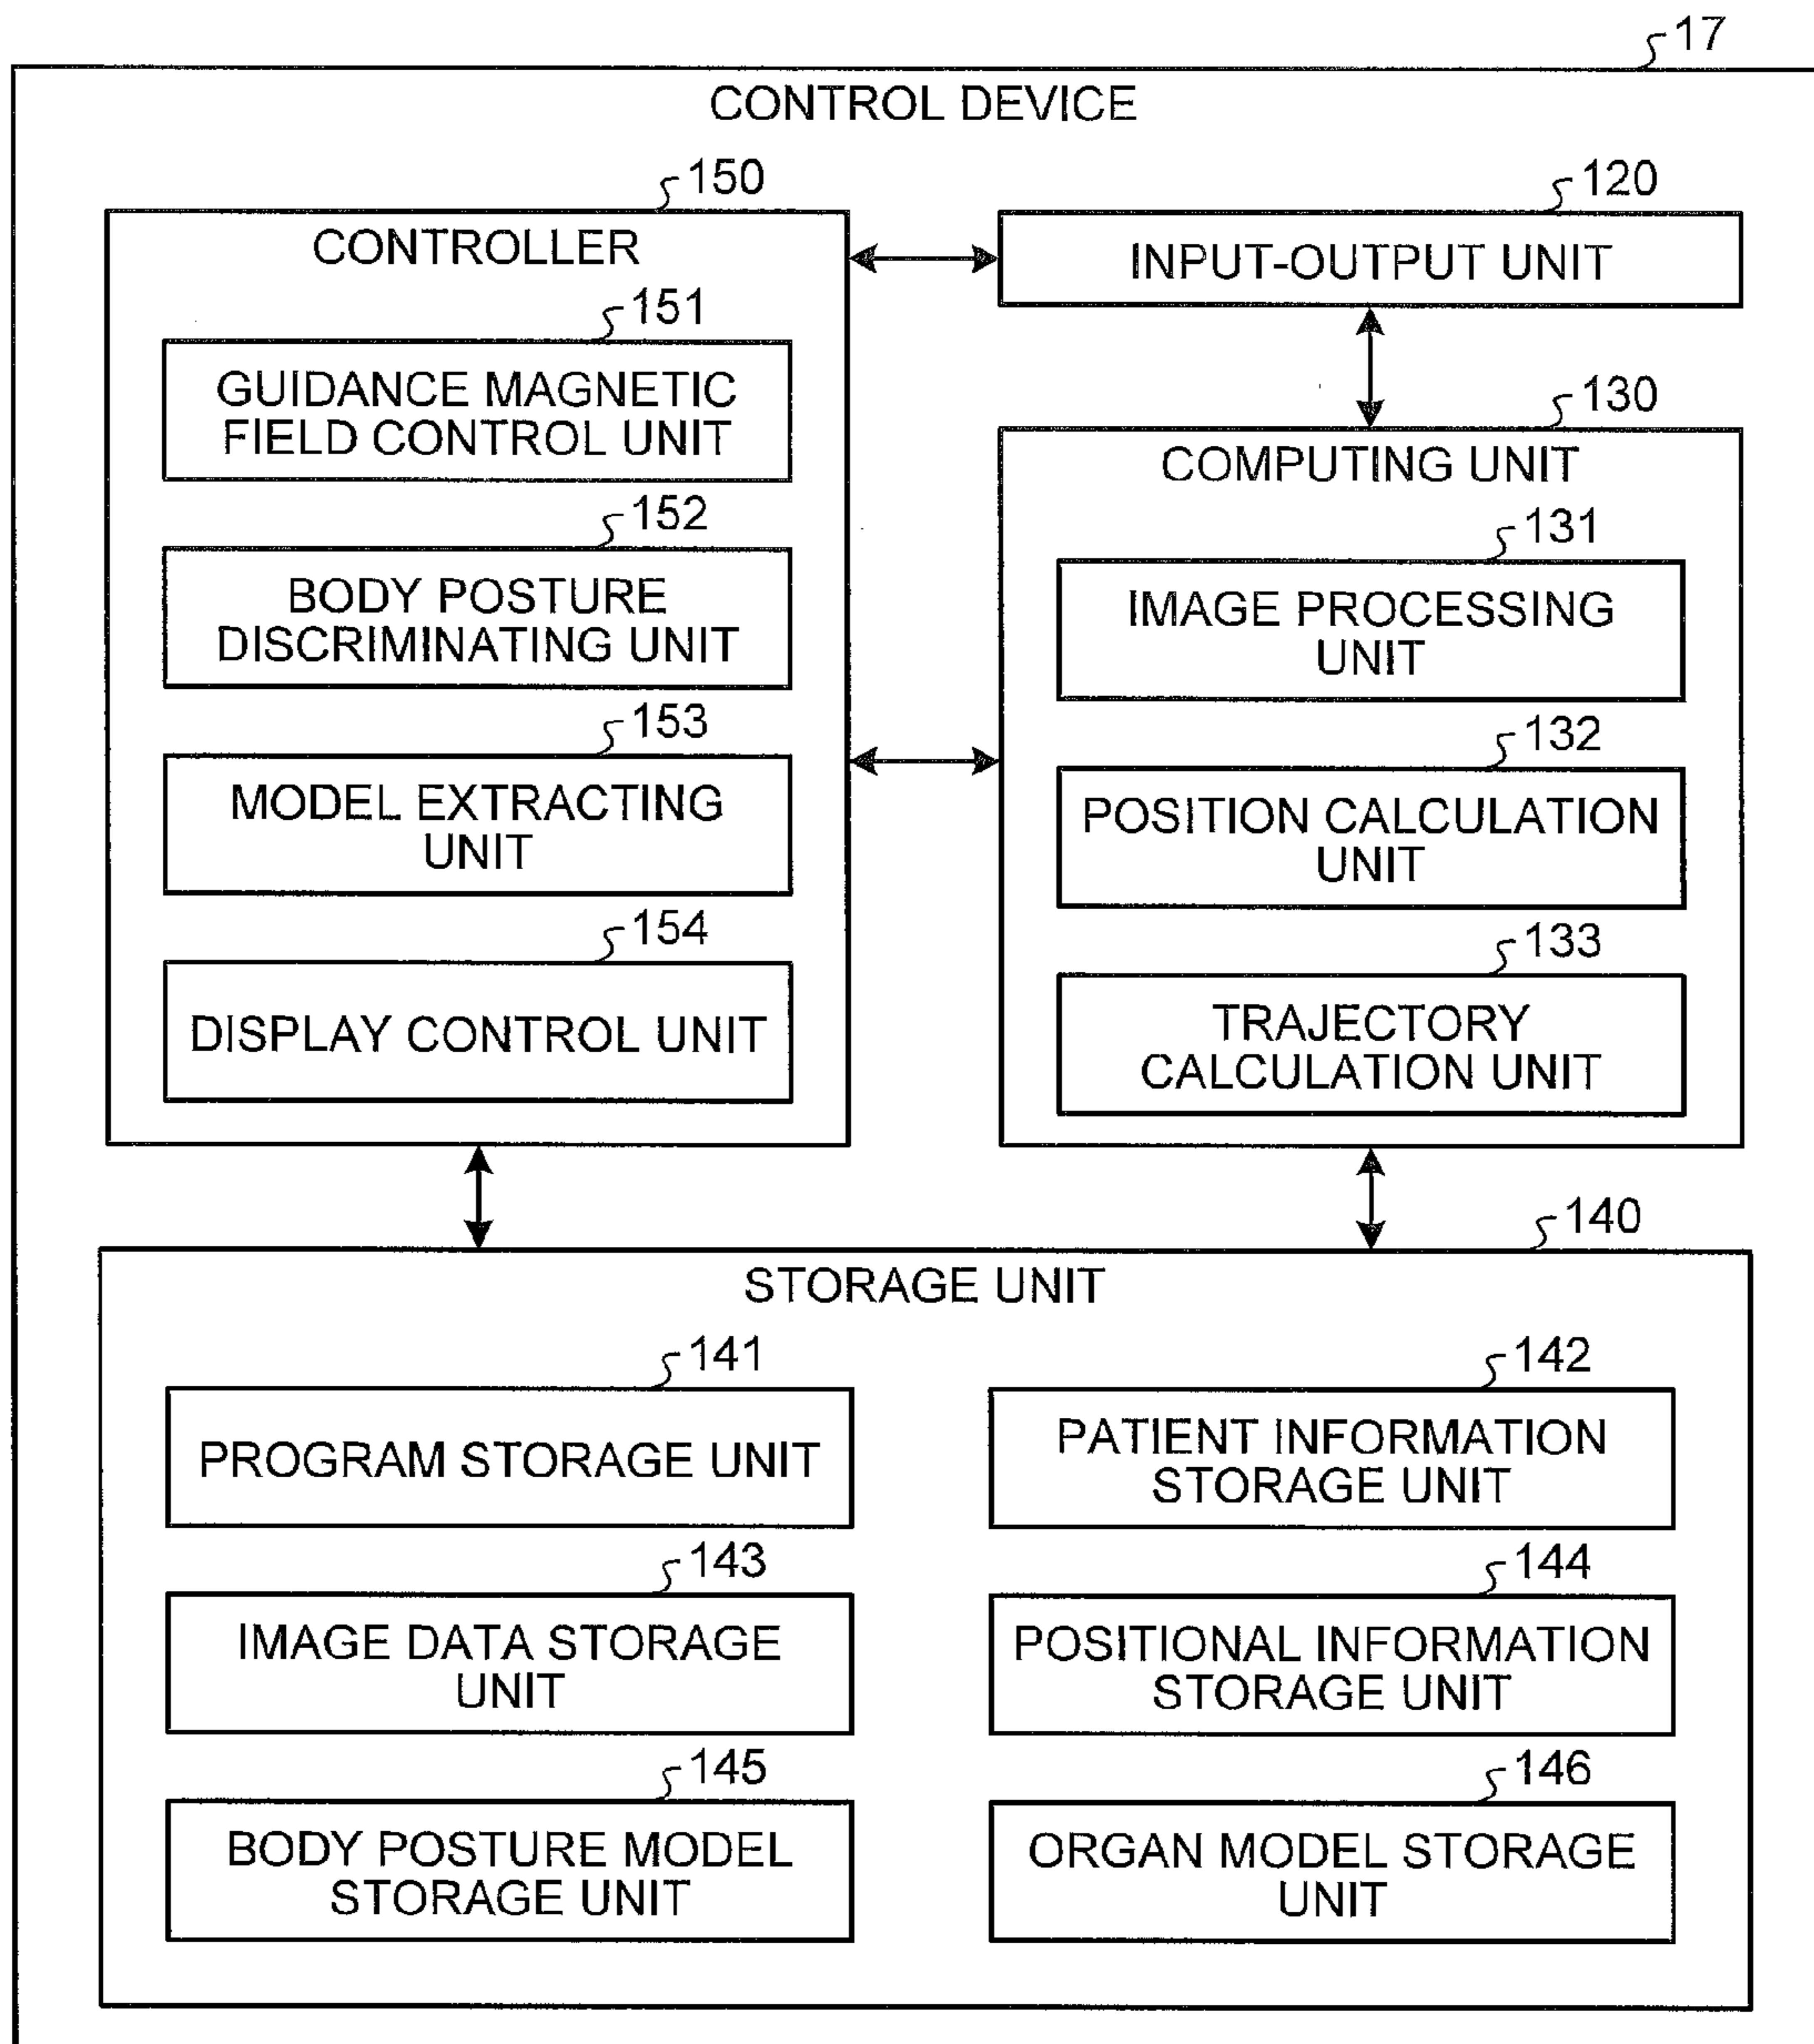 17
CONTROL DEVICE
150
CONTROLLER
151
GUIDANCE MAGNETIC
FIELD CONTROL UNIT
152
BODY POSTURE
DISCRIMINATING UNIT
153
MODEL EXTRACTING
UNIT
154
DISPLAY CONTROL UNIT
120
INPUT-OUTPUT UNIT
130
COMPUTING UNIT
131
IMAGE PROCESSING
UNIT
132
POSITION CALCULATION
UNIT
133
TRAJECTORY
CALCULATION UNIT
140
STORAGE UNIT
141
PROGRAM STORAGE UNIT
142
PATIENT INFORMATION
STORAGE UNIT
143
IMAGE DATA STORAGE
UNIT
144
POSITIONAL INFORMATION
STORAGE UNIT
145
BODY POSTURE MODEL
STORAGE UNIT
146
ORGAN MODEL STORAGE
UNIT